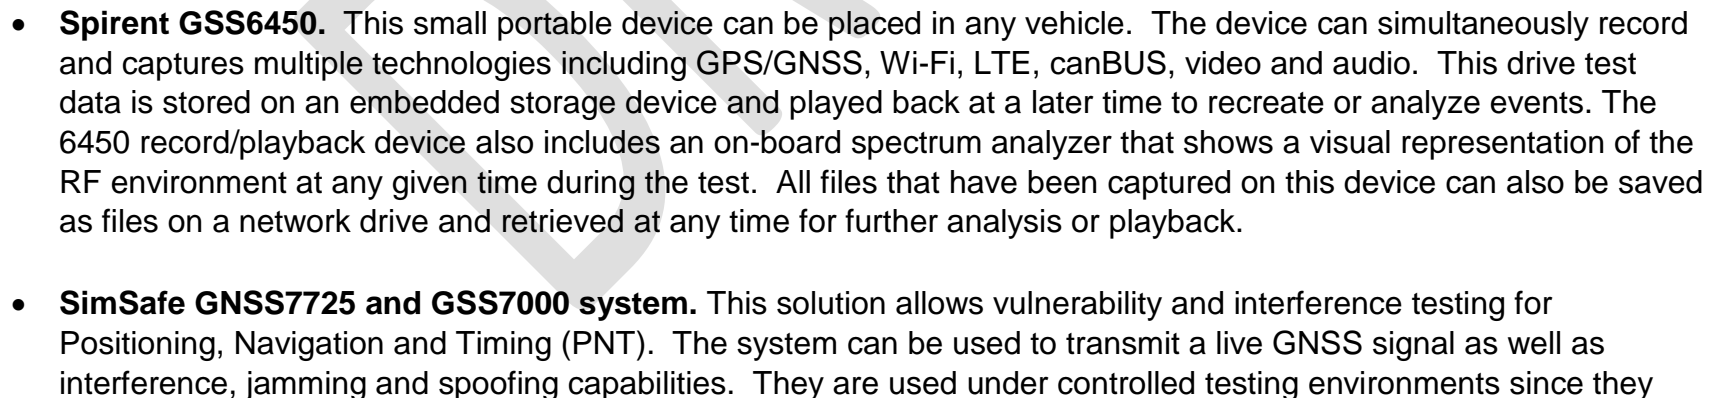 • Spirent GSS6450. This small portable device can be placed in any vehicle. The device can simultaneously record
and captures multiple technologies including GPS/GNSS, Wi-Fi, LTE, canBUS, video and audio. This drive test
data is stored on an embedded storage device and played back at a later time to recreate or analyze events. The
6450 record/playback device also includes an on-board spectrum analyzer that shows a visual representation of the
RF environment at any given time during the test. All files that have been captured on this device can also be saved
as files on a network drive and retrieved at any time for further analysis or playback.
• SimSafe GNSS7725 and GSS7000 system. This solution allows vulnerability and interference testing for
Positioning, Navigation and Timing (PNT). The system can be used to transmit a live GNSS signal as well as
interference, jamming and spoofing capabilities. They are used under controlled testing environments since they